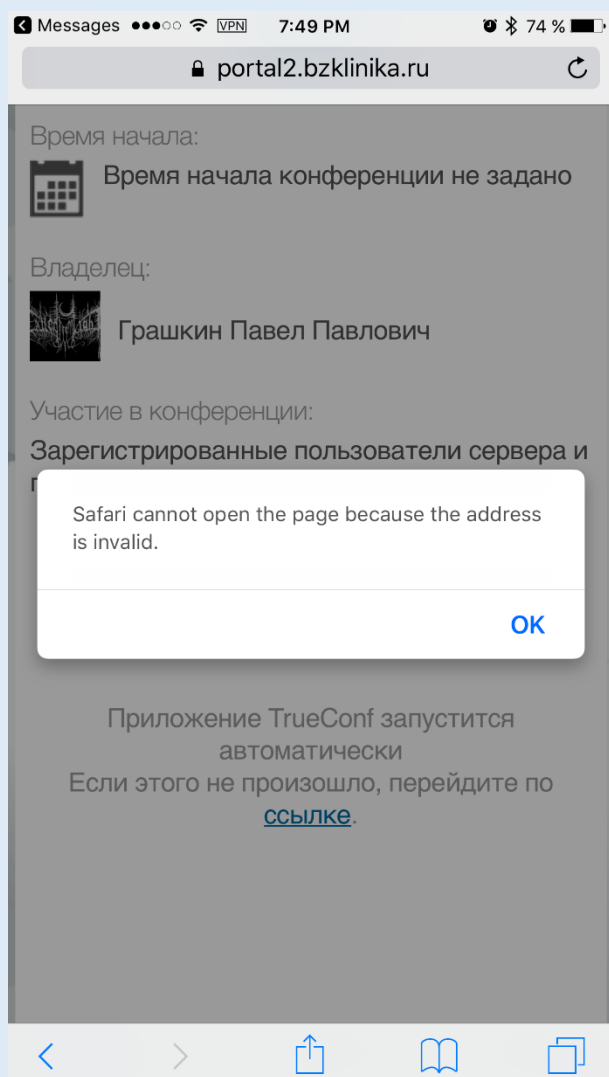 Messages VPN 7:49 PM 74 %
portal2.bzklinika.ru
Время начала:
Время начала конференции не задано
Владелец:
Грашкин Павел Павлович
Участие в конференции:
Зарегистрированные пользователи сервера и
Safari cannot open the page because the address
is invalid.
OK
Приложение TrueConf запустится
автоматически
Если этого не произошло, перейдите по
ссылке.